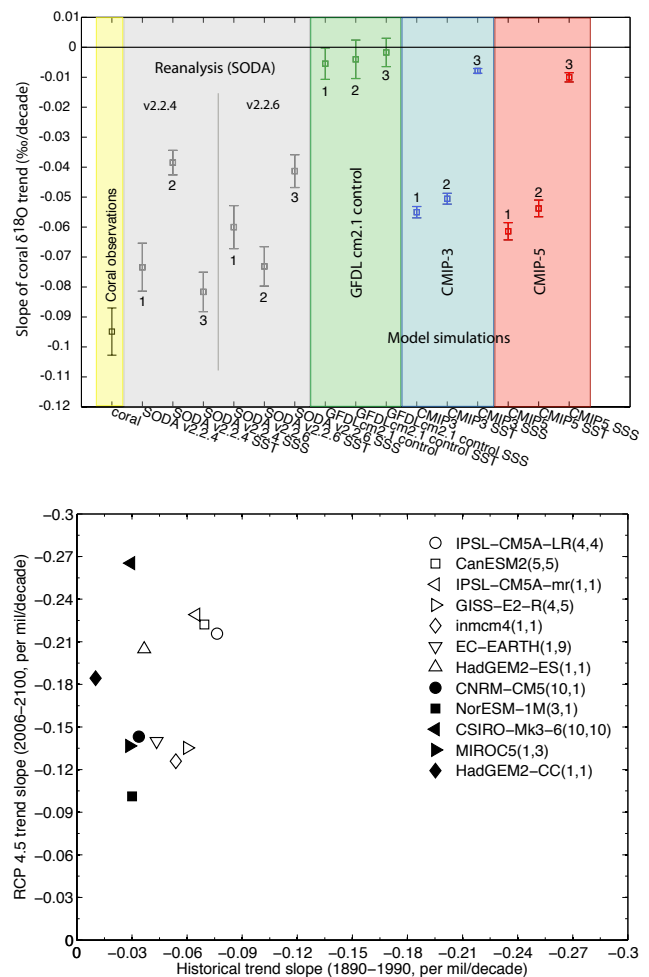 0
−0.01
−0.02
−0.03
−0.04
−0.05
−0.06
−0.07
−0.08
−0.09
−0.1
−0.11
−0.12
Slope of coral δ18O trend (‰/decade)
Coral observations
Reanalysis (SODA)
v2.2.4
v2.2.6
GFDL cm2.1 control
CMIP-3
CMIP-5
Model simulations
1
2
3
1
2
3
1
2
3
1
2
3
1
2
3
coral
SODA v2.2.4
SODA v2.2.4 SST
SODA v2.2.4 SSS
SODA v2.2.6
SODA v2.2.6 SST
SODA v2.2.6 SSS
GFDLcm2.1 control
GFDLcm2.1 control SST
GFDLcm2.1 control SSS
CMIP3
CMIP3 SST
CMIP3 SSS
CMIP5
CMIP5 SST
CMIP5 SSS
−0.3
−0.27
−0.24
−0.21
−0.18
−0.15
−0.12
−0.09
−0.06
−0.03
0
RCP 4.5 trend slope (2006−2100, per mil/decade)
IPSL−CM5A−LR(4,4)
CanESM2(5,5)
IPSL−CM5A−mr(1,1)
GISS−E2−R(4,5)
inmcm4(1,1)
EC−EARTH(1,9)
HadGEM2−ES(1,1)
CNRM−CM5(10,1)
NorESM−1M(3,1)
CSIRO−Mk3−6(10,10)
MIROC5(1,3)
HadGEM2−CC(1,1)
0 −0.03 −0.06 −0.09 −0.12 −0.15 −0.18 −0.21 −0.24 −0.27 −0.3
Historical trend slope (1890−1990, per mil/decade)